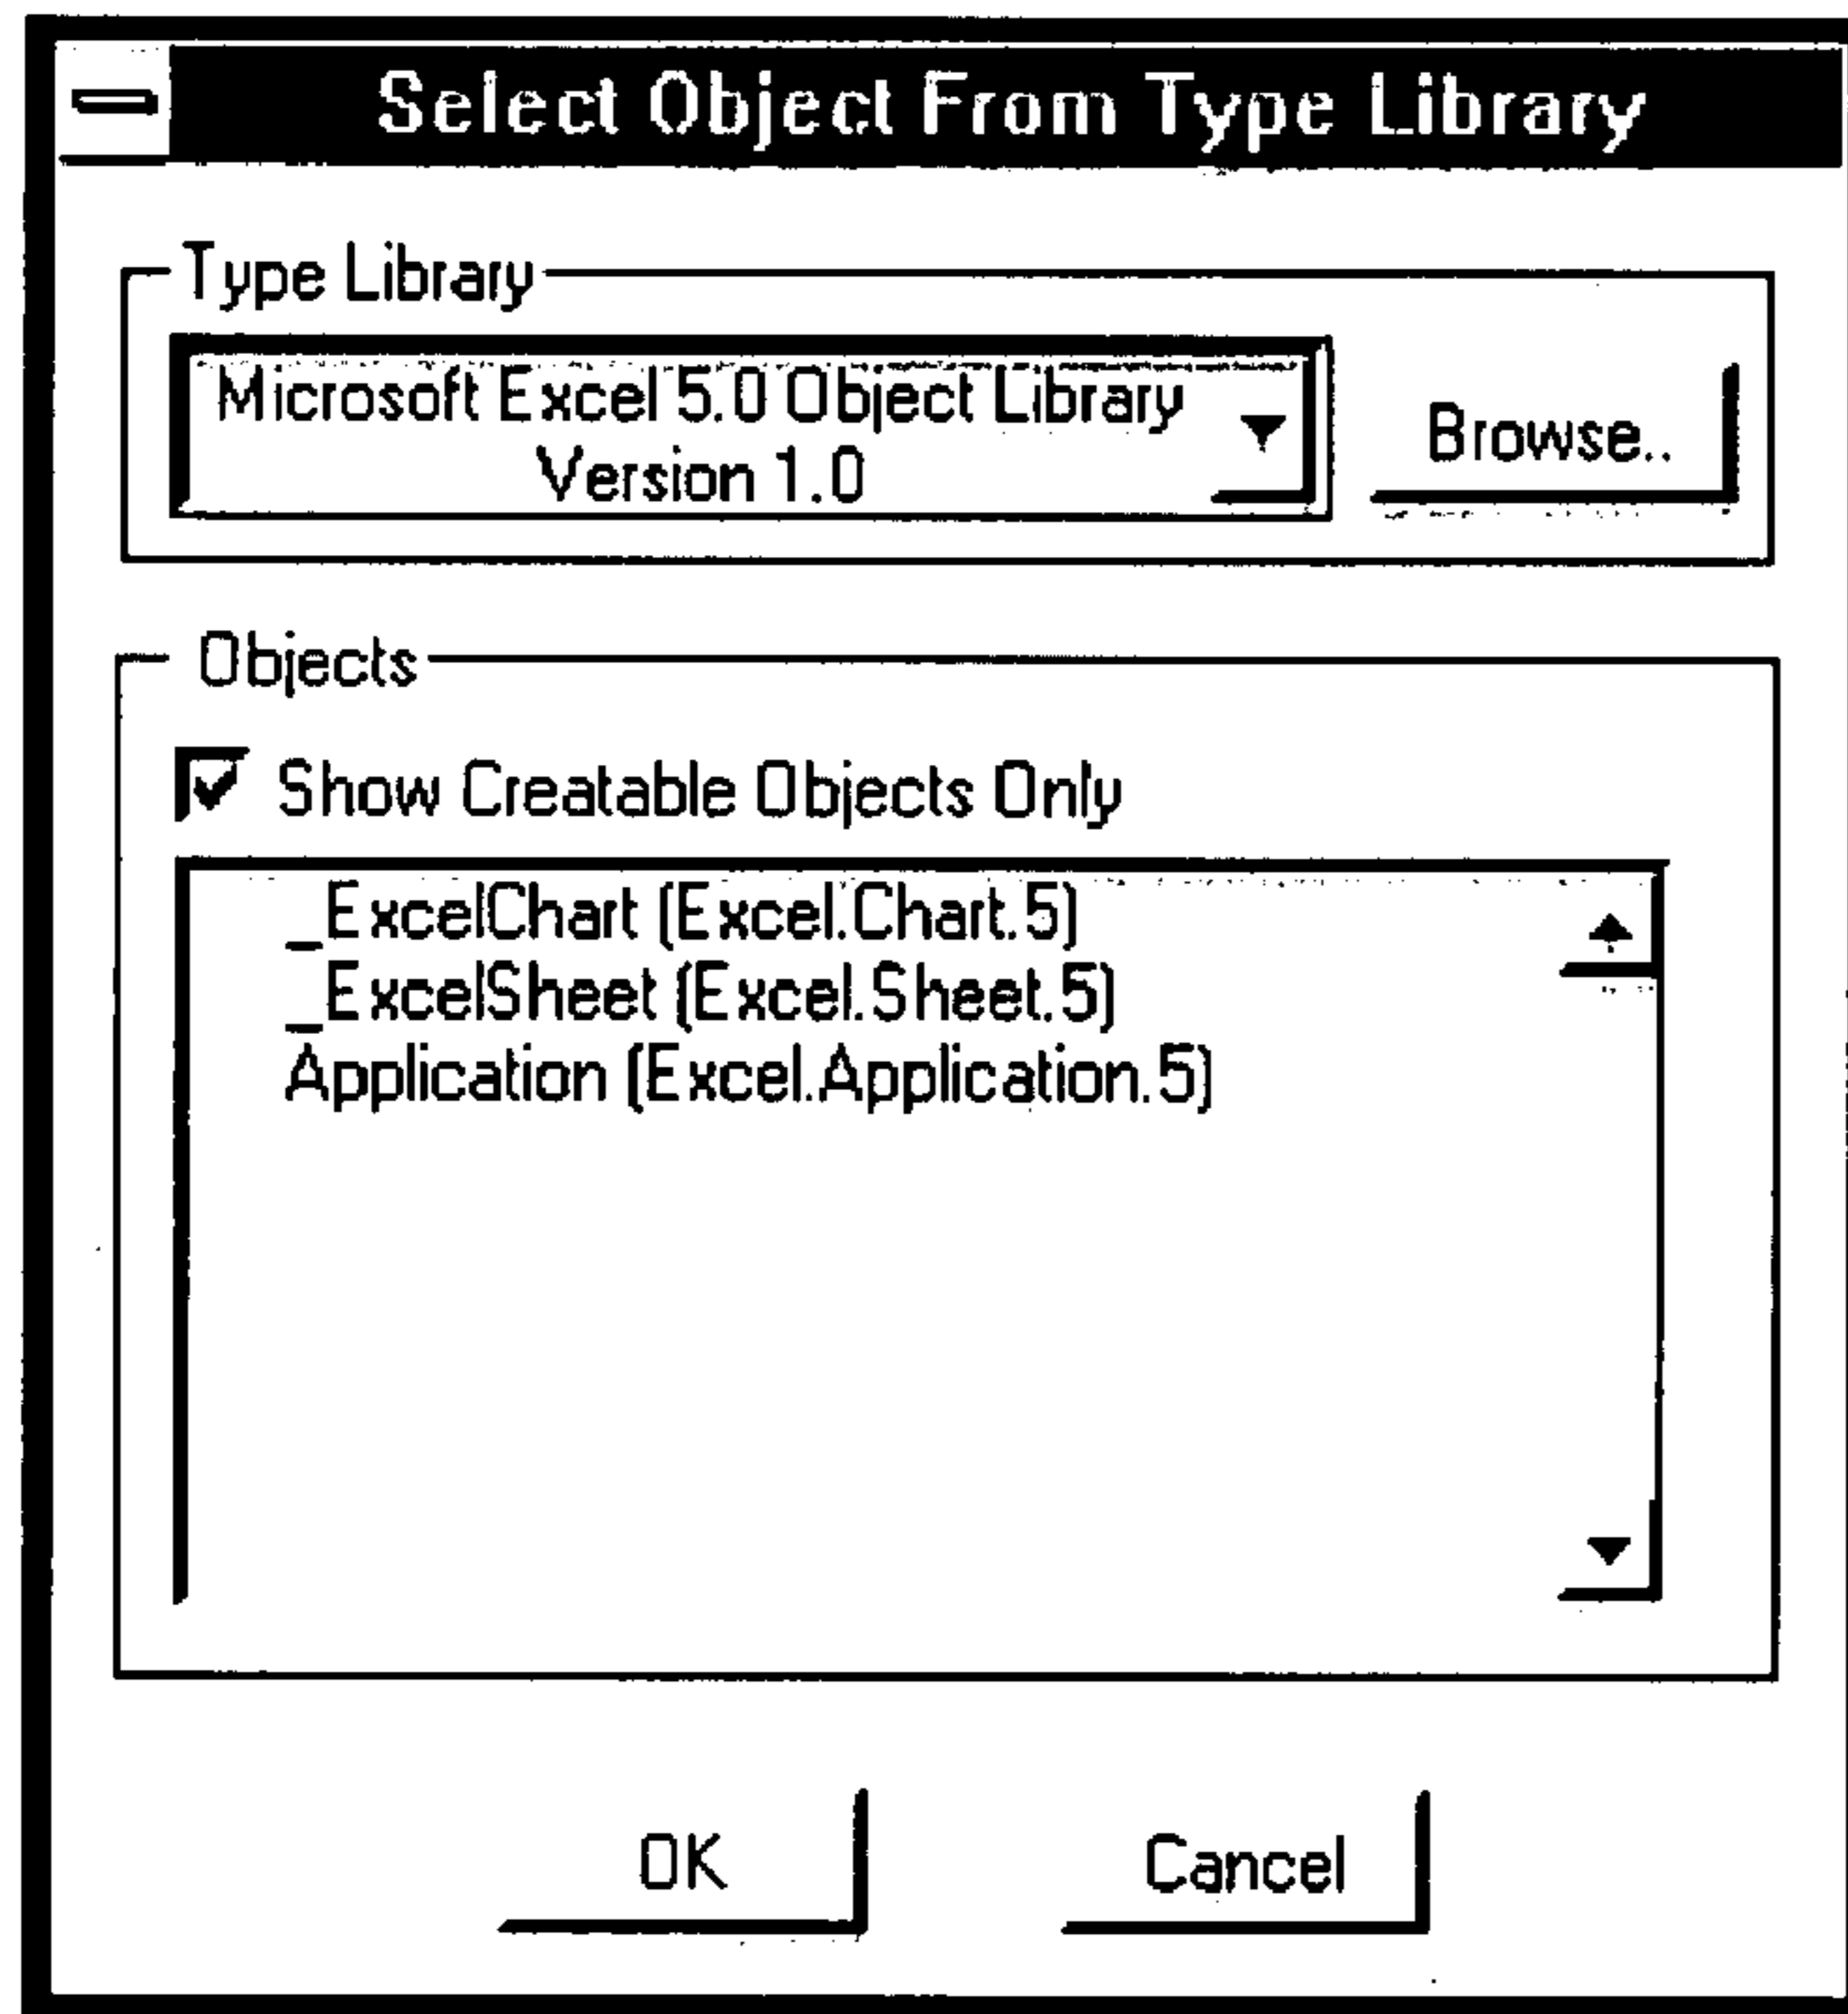 Select Object From Type Library
Type Library
Microsoft Excel 5.0 Object Library
Version 1.0
Browse..
Objects
Show Creatable Objects Only
_ExcelChart (Excel.Chart.5)
_ExcelSheet (Excel.Sheet.5)
Application (Excel.Application.5)
OK
Cancel